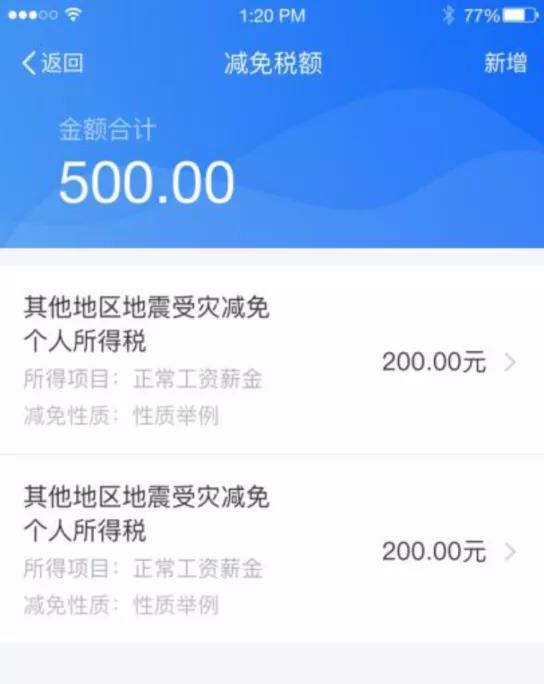 1:20 PM
77%
返回
减免税额
新增
金额合计
500.00
其他地区地震受灾减免
个人所得税
200.00元
所得项目：正常工资薪金
减免性质：性质举例
其他地区地震受灾减免
个人所得税
200.00元
所得项目：正常工资薪金
减免性质：性质举例